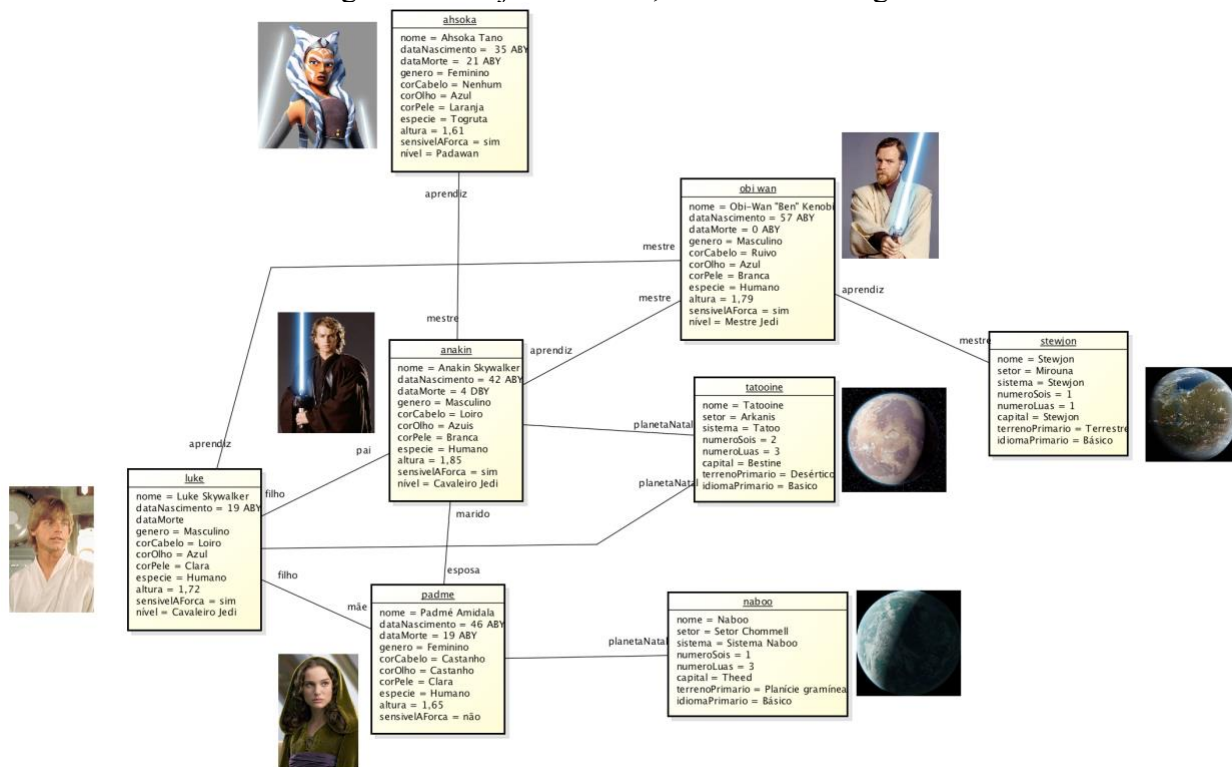 ahsoka
nome = Ahsoka Tano
dataNascimento = 35 ABY
dataMorte = 21 ABY
genero = Feminino
corCabelo = Nenhum
corOlho = Azul
corPele = Laranja
especie = Togruta
altura = 1,61
sensivelAForca = sim
nível = Padawan
aprendiz
mestre
obi wan
nome = Obi-Wan "Ben" Kenobi
dataNascimento = 57 ABY
dataMorte = 0 ABY
genero = Masculino
corCabelo = Ruivo
corOlho = Azul
corPele = Branca
especie = Humano
altura = 1,79
sensivelAForca = sim
nível = Mestre Jedi
mestre
mestre
aprendiz
mestre
stewjon
nome = Stewjon
setor = Mirouna
sistema = Stewjon
numeroSois = 1
numeroLuas = 1
capital = Stewjon
terrenoPrimario = Terrestre
idiomaPrimario = Básico
anakin
nome = Anakin Skywalker
dataNascimento = 42 ABY
dataMorte = 4 DBY
genero = Masculino
corCabelo = Loiro
corOlho = Azuis
corPele = Branca
especie = Humano
altura = 1,85
sensivelAForca = sim
nível = Cavaleiro Jedi
aprendiz
planetaNatal
planetaNatal
tatooine
nome = Tatooine
setor = Arkanis
sistema = Tatoo
numeroSois = 2
numeroLuas = 3
capital = Bestine
terrenoPrimario = Desértico
idiomaPrimario = Basico
aprendiz
pai
filho
luke
nome = Luke Skywalker
dataNascimento = 19 ABY
dataMorte
genero = Masculino
corCabelo = Loiro
corOlho = Azul
corPele = Clara
especie = Humano
altura = 1,72
sensivelAForca = sim
nível = Cavaleiro Jedi
marido
esposa
filho
mãe
padme
nome = Padmé Amidala
dataNascimento = 46 ABY
dataMorte = 19 ABY
genero = Feminino
corCabelo = Castanho
corOlho = Castanho
corPele = Clara
especie = Humano
altura = 1,65
sensivelAForca = não
planetaNatal
naboo
nome = Naboo
setor = Setor Chommell
sistema = Sistema Naboo
numeroSois = 1
numeroLuas = 3
capital = Theed
terrenoPrimario = Planície gramínea
idiomaPrimario = Básico